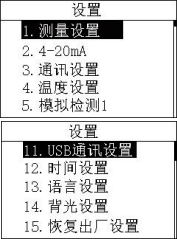 设置
1.测量设置
2.4-20mA
3.通讯设置
4.温度设置
5.模拟检测1
设置
11.USB通讯设置
12.时间设置
13.语言设置
14.背光设置
15.恢复出厂设置